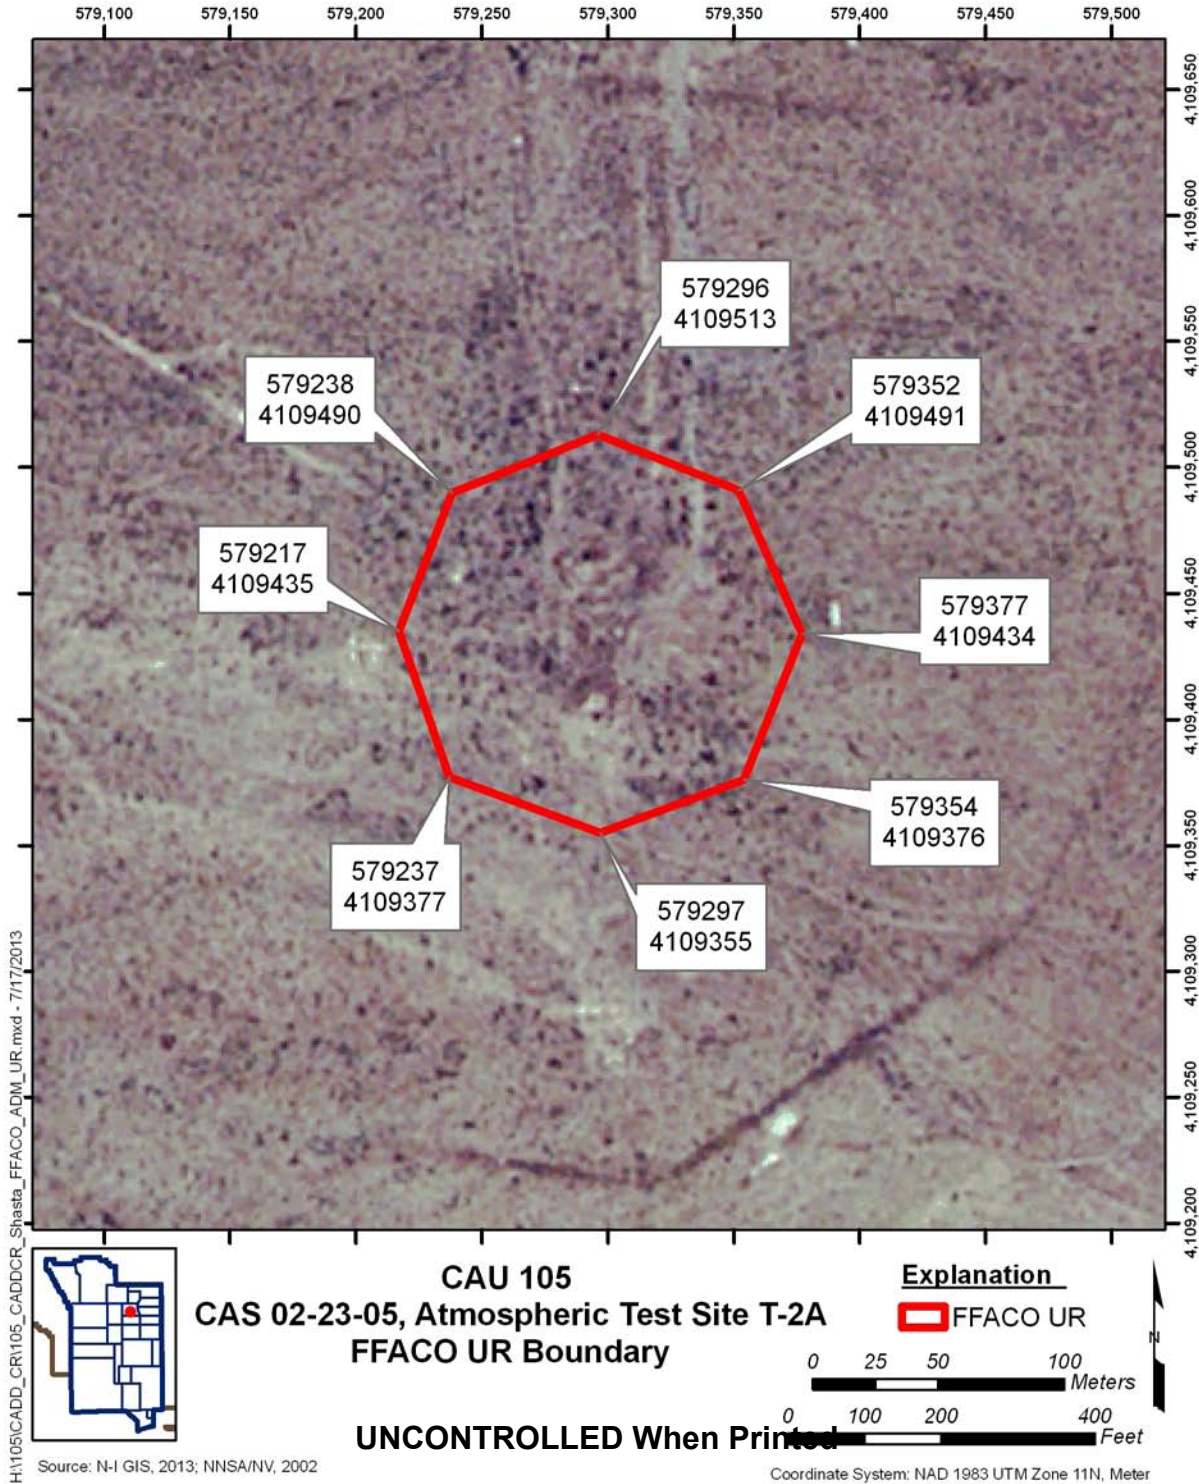 579,100 579,150 579,200 579,250 579,300 579,350 579,400 579,450 579,500
4,109,650
4,109,600
4,109,550
4,109,500
4,109,450
4,109,400
4,109,350
4,109,300
4,109,250
4,109,200
579296
4109513
579238
4109490
579352
4109491
579217
4109435
579377
4109434
579354
4109376
579237
4109377
579297
4109355
H:\105\CADD_CR\105_CADDCR_Shasta_FFACO_ADM_UR.mxd - 7/17/2013
CAU 105
CAS 02-23-05, Atmospheric Test Site T-2A
FFACO UR Boundary
Explanation
FFACO UR
N
0 25 50 100
Meters
0 100 200 400
Feet
UNCONTROLLED When Printed
Source: N-I GIS, 2013; NNSA/NV, 2002
Coordinate System: NAD 1983 UTM Zone 11N, Meter